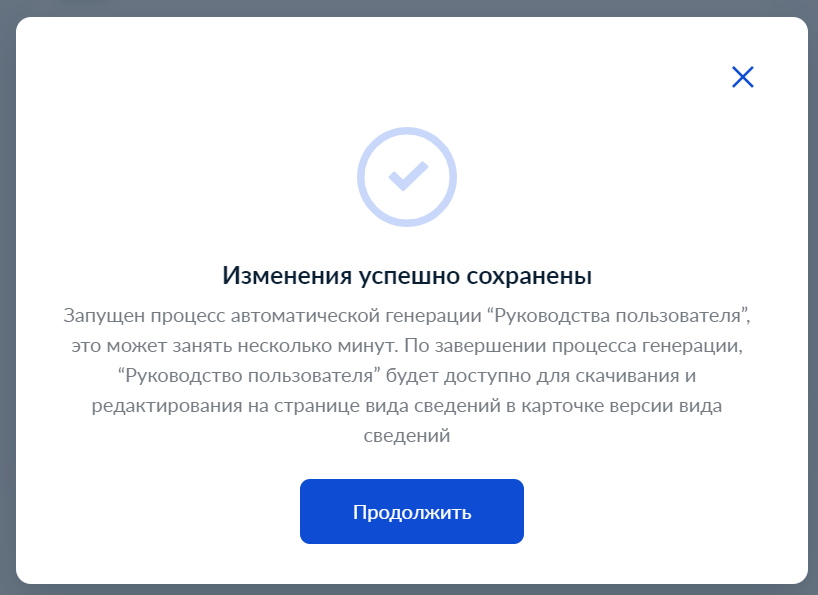 Изменения успешно сохранены
Запущен процесс автоматической генерации “Руководства пользователя”,
это может занять несколько минут. По завершении процесса генерации,
“Руководство пользователя” будет доступно для скачивания и
редактирования на странице вида сведений в карточке версии вида
сведений
Продолжить